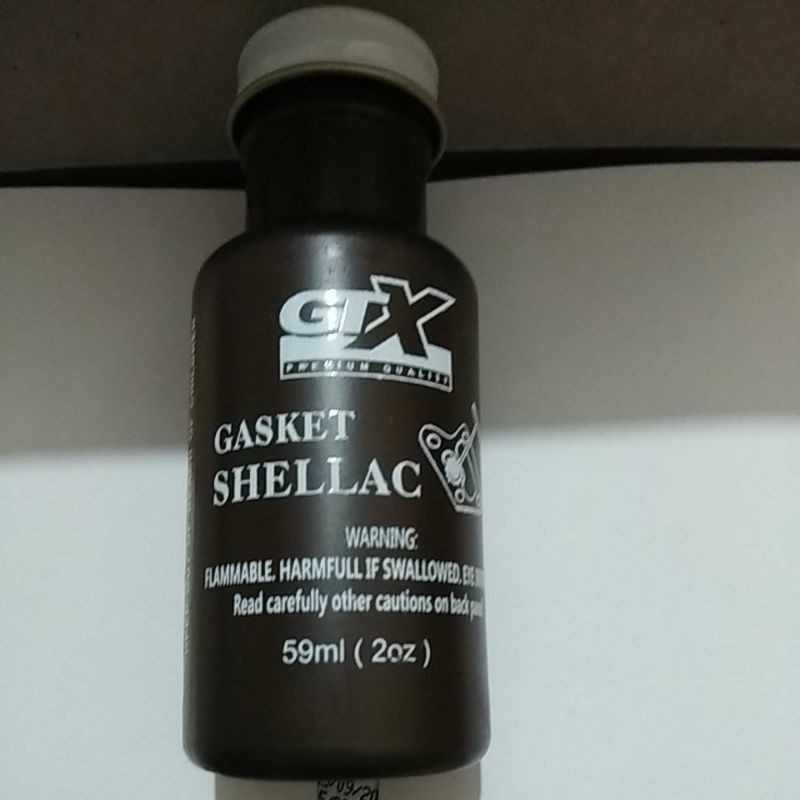 GTX
PREMIUM QUALITY
GASKET
SHELLAC
WARNING:
FLAMMABLE. HARMFULL IF SWALLOWED. EYE
Read carefully other cautions on back panel
59ml ( 2oz )